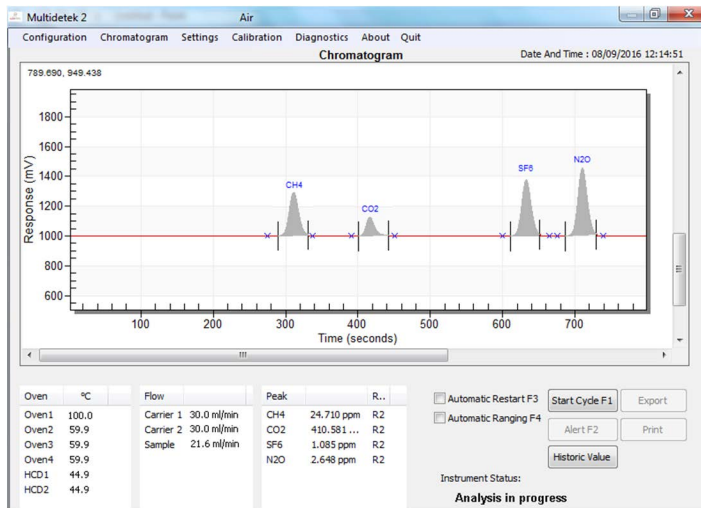 Multidetek 2
Air
Configuration Chromatogram Settings Calibration Diagnostics About Quit
Chromatogram
Date And Time : 08/09/2016 12:14:51
789.690, 949.438
Response (mV)
1800
1600
1400
1200
1000
800
600
CH4
CO2
SF6
N2O
100 200 300 400 500 600 700
Time (seconds)
Oven °C
Oven1 100.0
Oven2 59.9
Oven3 59.9
Oven4 59.9
HCD1 44.9
HCD2 44.9
Flow
Carrier 1 30.0 ml/min
Carrier 2 30.0 ml/min
Sample 21.6 ml/min
Peak R..
CH4 24.710 ppm R2
CO2 410.581 ... R2
SF6 1.085 ppm R2
N2O 2.648 ppm R2
Automatic Restart F3
Automatic Ranging F4
Start Cycle F1
Export
Alert F2
Print
Historic Value
Instrument Status:
Analysis in progress